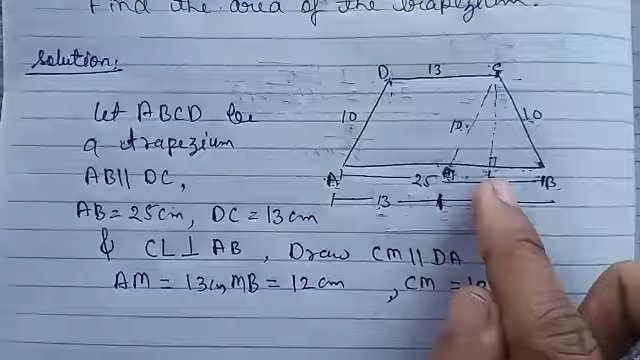 Find the area of the trapezium.
Solution:
D 13 C
let ABCD be
10 10 10
a trapezium
AB || DC,
A 25 M L B
AB = 25cm, DC = 13cm
13
& CL ⊥ AB, Draw CM || DA
AM = 13cm, MB = 12cm , CM =